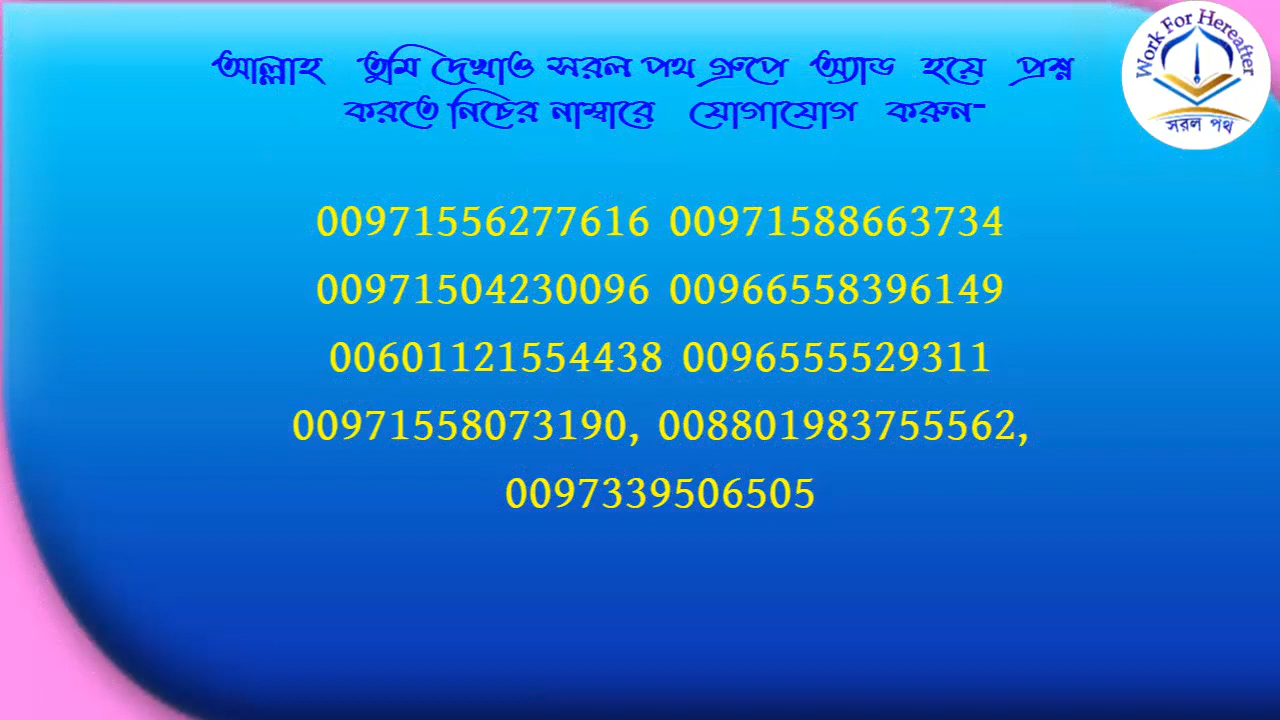 আল্লাহ তুমি দেখাও সরল পথ গ্রুপে অ্যাড হয়ে প্রশ্ন
করতে নিচের নাম্বারে যোগাযোগ করুন-
Work For Hereafter
সরল পথ
00971556277616 00971588663734
00971504230096 00966558396149
00601121554438 0096555529311
00971558073190, 008801983755562,
0097339506505